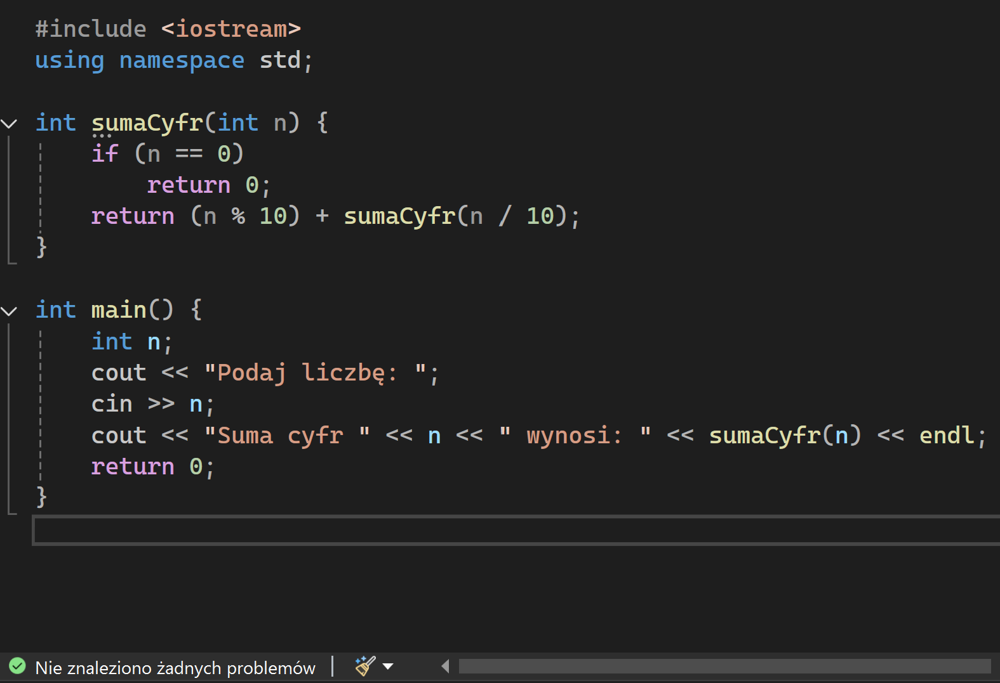 #include <iostream>
using namespace std;
int sumaCyfr(int n) {
if (n == 0)
return 0;
return (n % 10) + sumaCyfr(n / 10);
}
int main() {
int n;
cout << "Podaj liczbę: ";
cin >> n;
cout << "Suma cyfr " << n << " wynosi: " << sumaCyfr(n) << endl;
return 0;
}
Nie znaleziono żadnych problemów